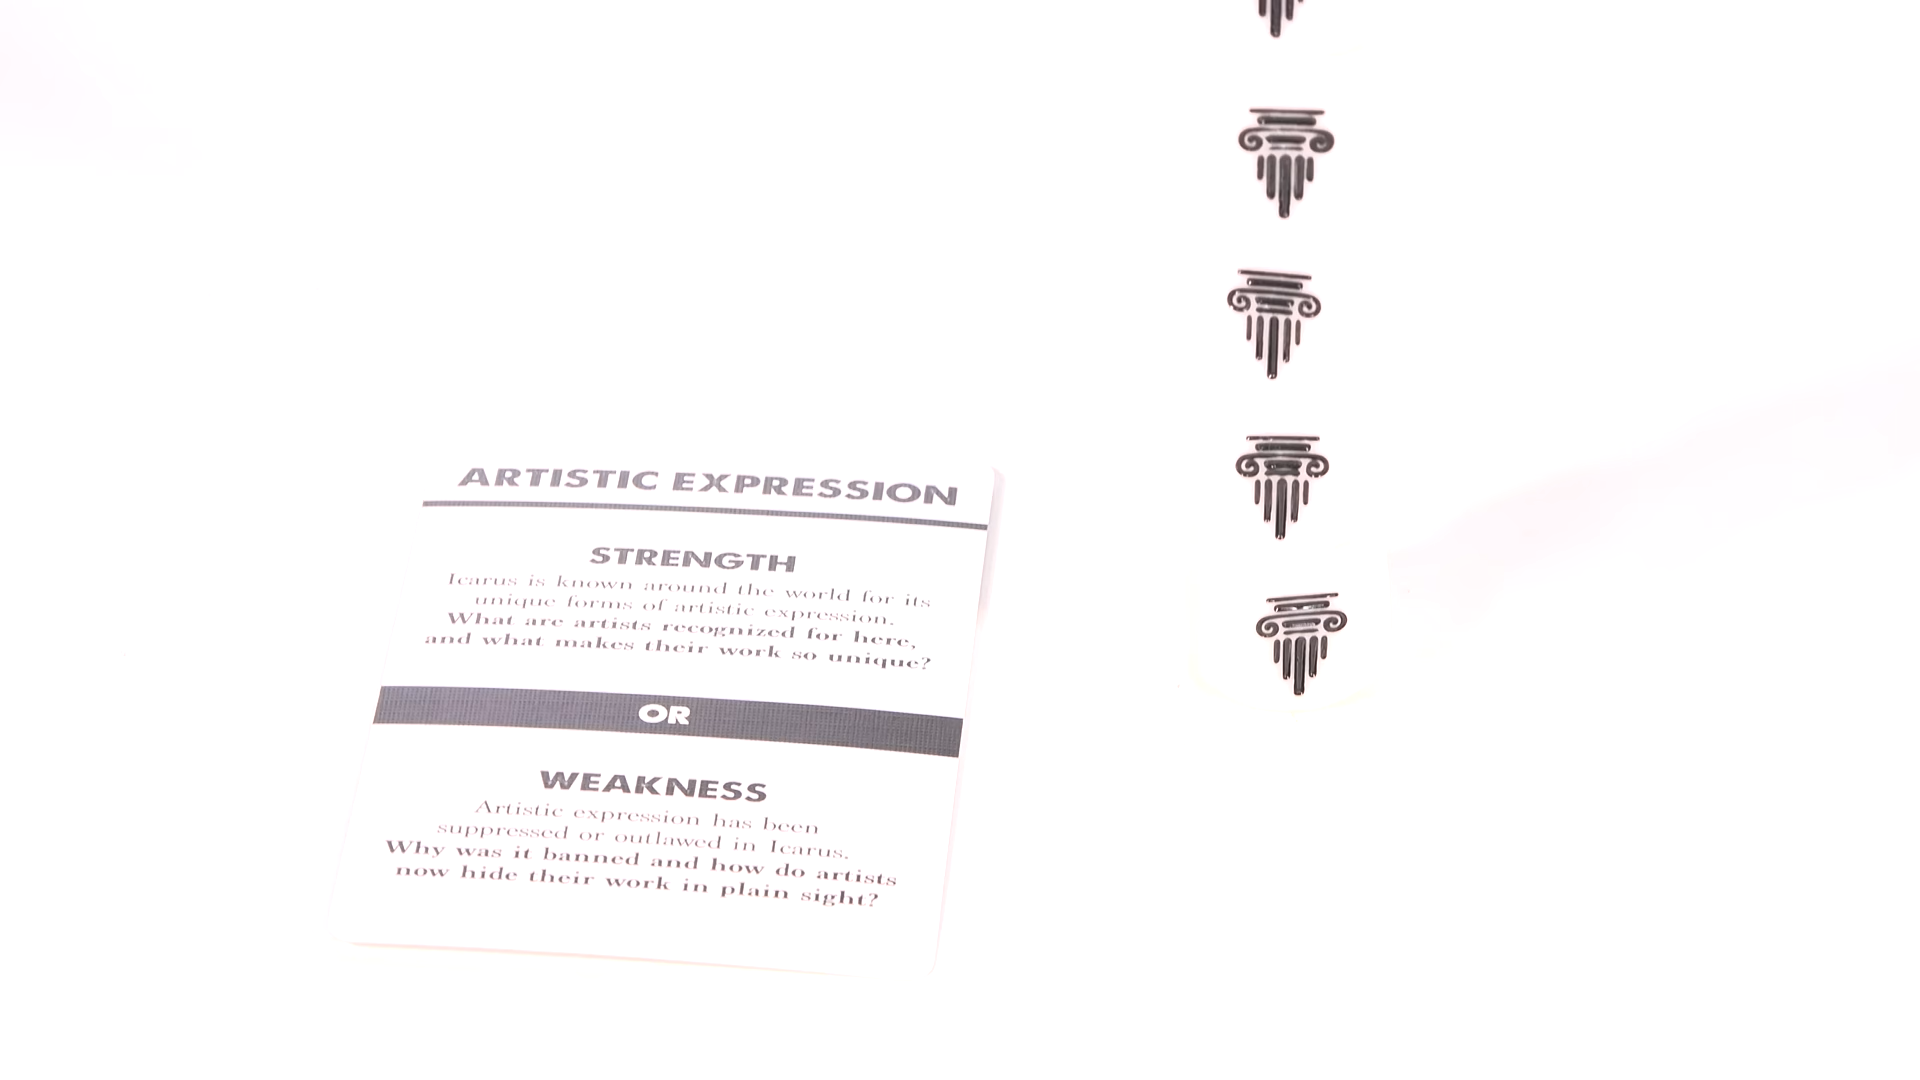 ARTISTIC EXPRESSION
STRENGTH
Icarus is known around the world for its
unique forms of artistic expression.
What are artists recognized for here,
and what makes their work so unique?
OR
WEAKNESS
Artistic expression has been
suppressed or outlawed in Icarus.
Why was it banned and how do artists
now hide their work in plain sight?